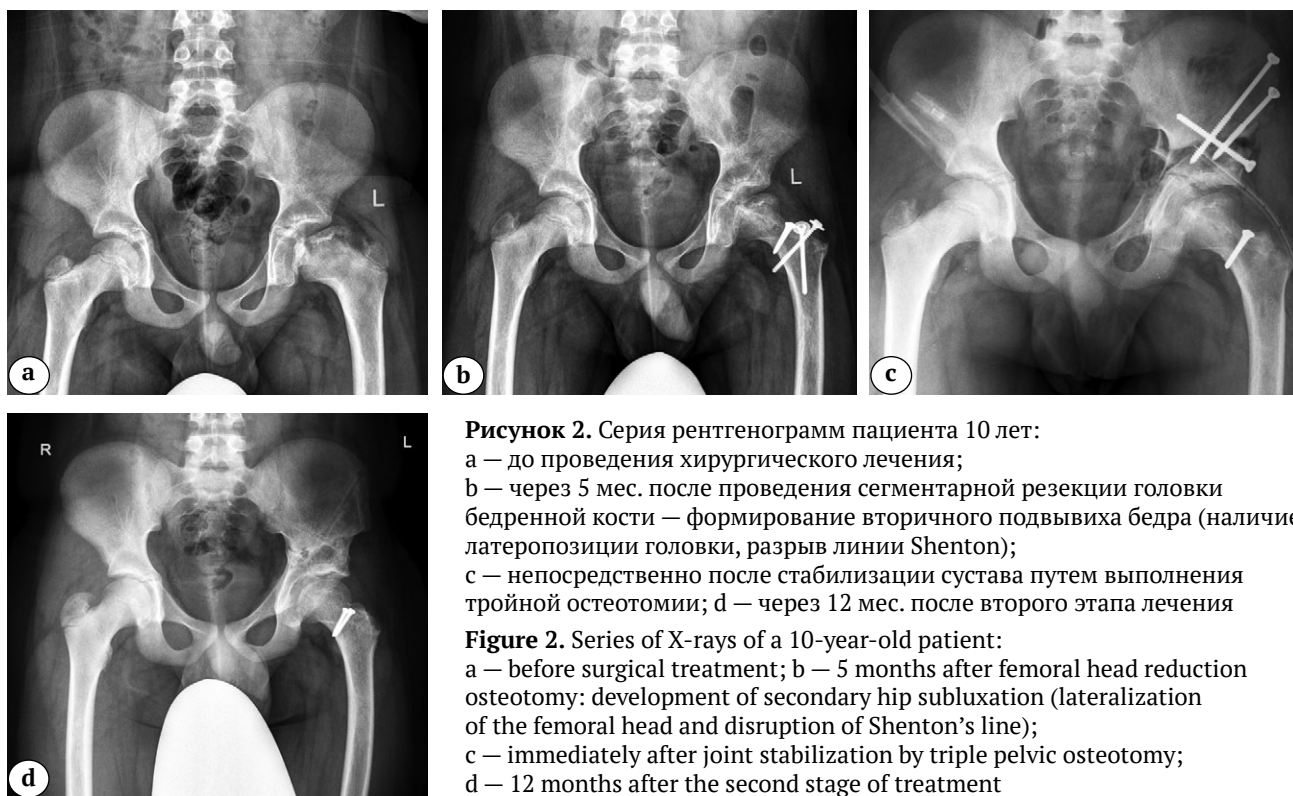 L
a
L
b
c
R
L
d
Рисунок 2. Серия рентгенограмм пациента 10 лет:
а — до проведения хирургического лечения;
b — через 5 мес. после проведения сегментарной резекции головки
бедренной кости — формирование вторичного подвывиха бедра (наличие
латеропозиции головки, разрыв линии Shenton);
c — непосредственно после стабилизации сустава путем выполнения
тройной остеотомии; d — через 12 мес. после второго этапа лечения
Figure 2. Series of X-rays of a 10-year-old patient:
a — before surgical treatment; b — 5 months after femoral head reduction
osteotomy: development of secondary hip subluxation (lateralization
of the femoral head and disruption of Shenton’s line);
c — immediately after joint stabilization by triple pelvic osteotomy;
d — 12 months after the second stage of treatment